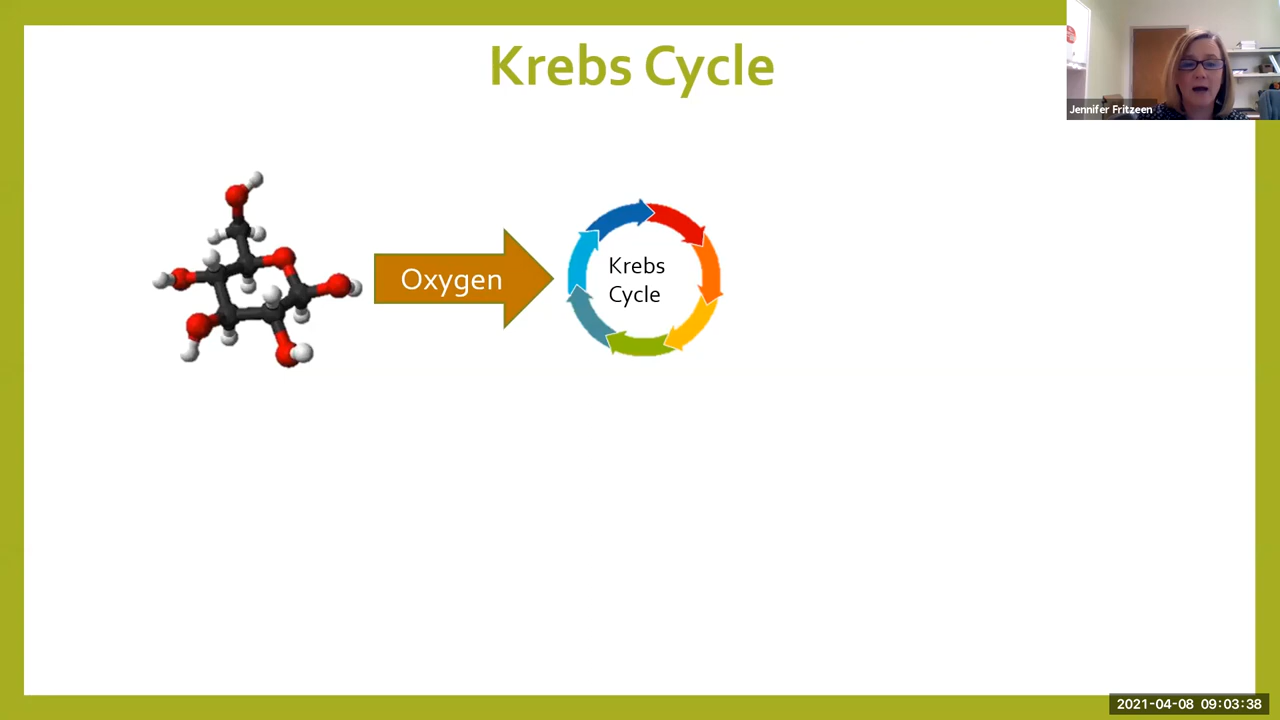 Krebs Cycle
Jennifer Fritzeen
Oxygen
Krebs
Cycle
2021-04-08 09:03:38